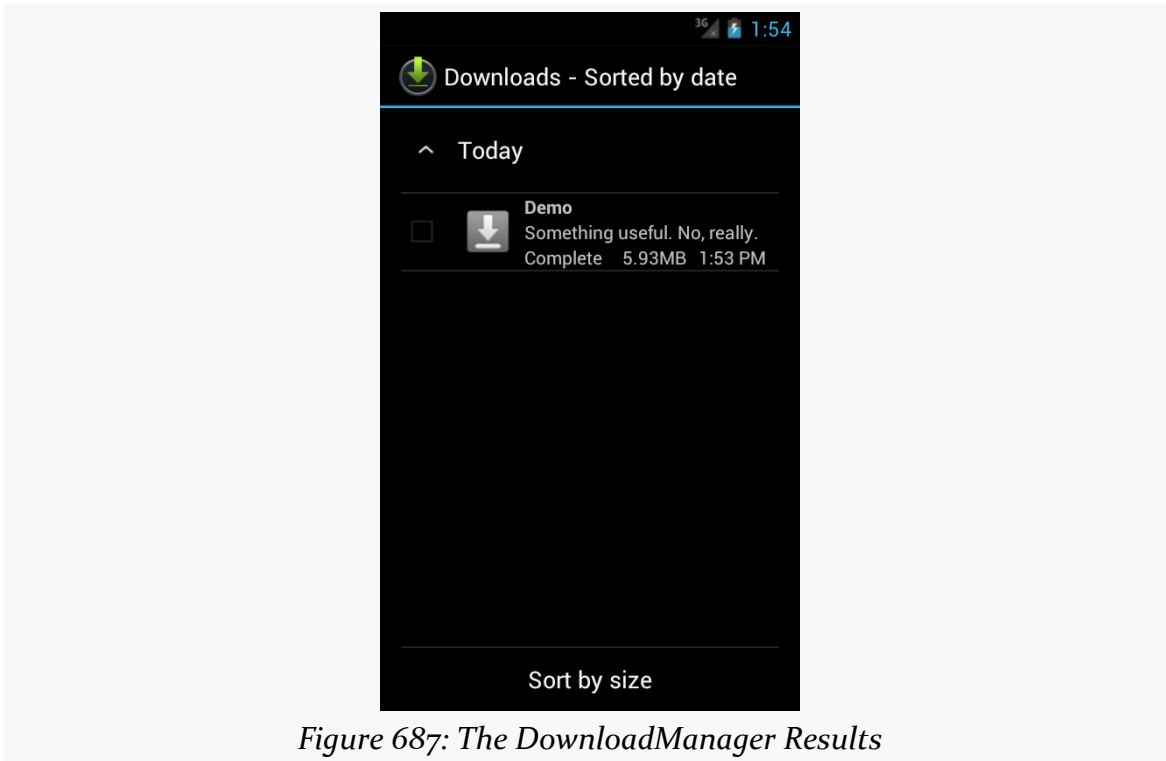 3G 1:54
Downloads - Sorted by date
Today
Demo
Something useful. No, really.
Complete 5.93MB 1:53 PM
Sort by size
Figure 687: The DownloadManager Results